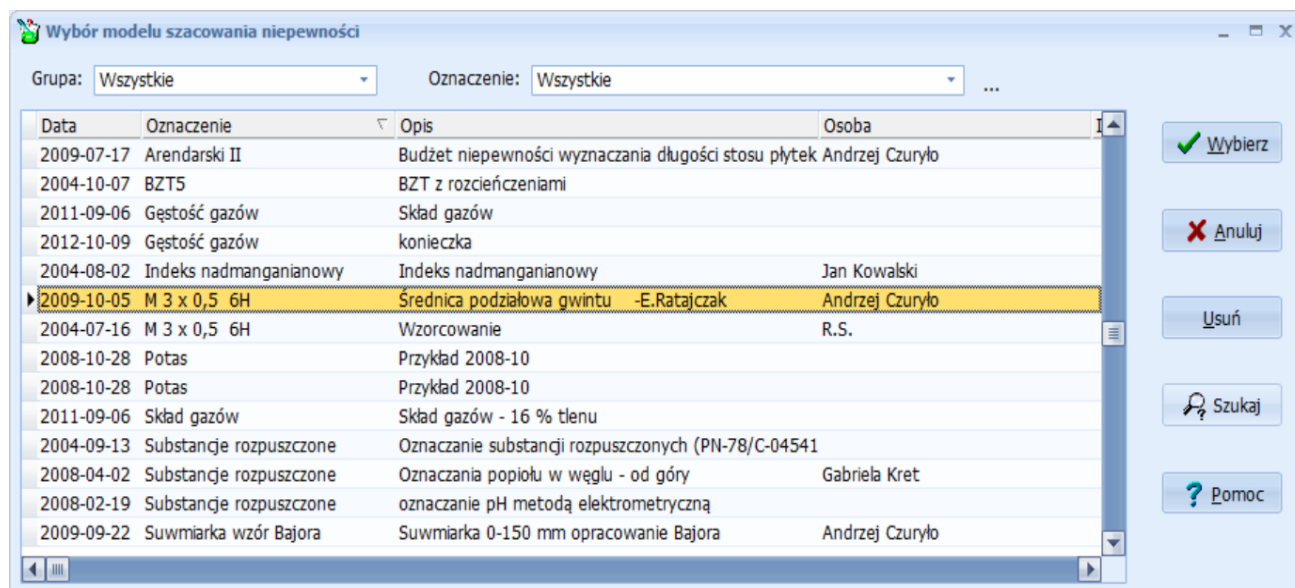 Wybór modelu szacowania niepewności
Grupa: Wszystkie Oznaczenie: Wszystkie ...
Data Oznaczenie Opis Osoba
2009-07-17 Arendarski II Budżet niepewności wyznaczania długości stosu płytek Andrzej Czuryło
2004-10-07 BZT5 BZT z rozcieńczeniami
2011-09-06 Gęstość gazów Skład gazów
2012-10-09 Gęstość gazów konieczka
2004-08-02 Indeks nadmanganianowy Indeks nadmanganianowy Jan Kowalski
2009-10-05 M 3 x 0,5 6H Średnica podziałowa gwintu -E.Ratajczak Andrzej Czuryło
2004-07-16 M 3 x 0,5 6H Wzorcowanie R.S.
2008-10-28 Potas Przykład 2008-10
2008-10-28 Potas Przykład 2008-10
2011-09-06 Skład gazów Skład gazów - 16 % tlenu
2004-09-13 Substancje rozpuszczone Oznaczanie substancji rozpuszczonych (PN-78/C-04541
2008-04-02 Substancje rozpuszczone Oznaczania popiołu w węglu - od góry Gabriela Kret
2008-02-19 Substancje rozpuszczone oznaczanie pH metodą elektrometryczną
2009-09-22 Suwmiarka wzór Bajora Suwmiarka 0-150 mm opracowanie Bajora Andrzej Czuryło
Wybierz
Anuluj
Usuń
Szukaj
Pomoc